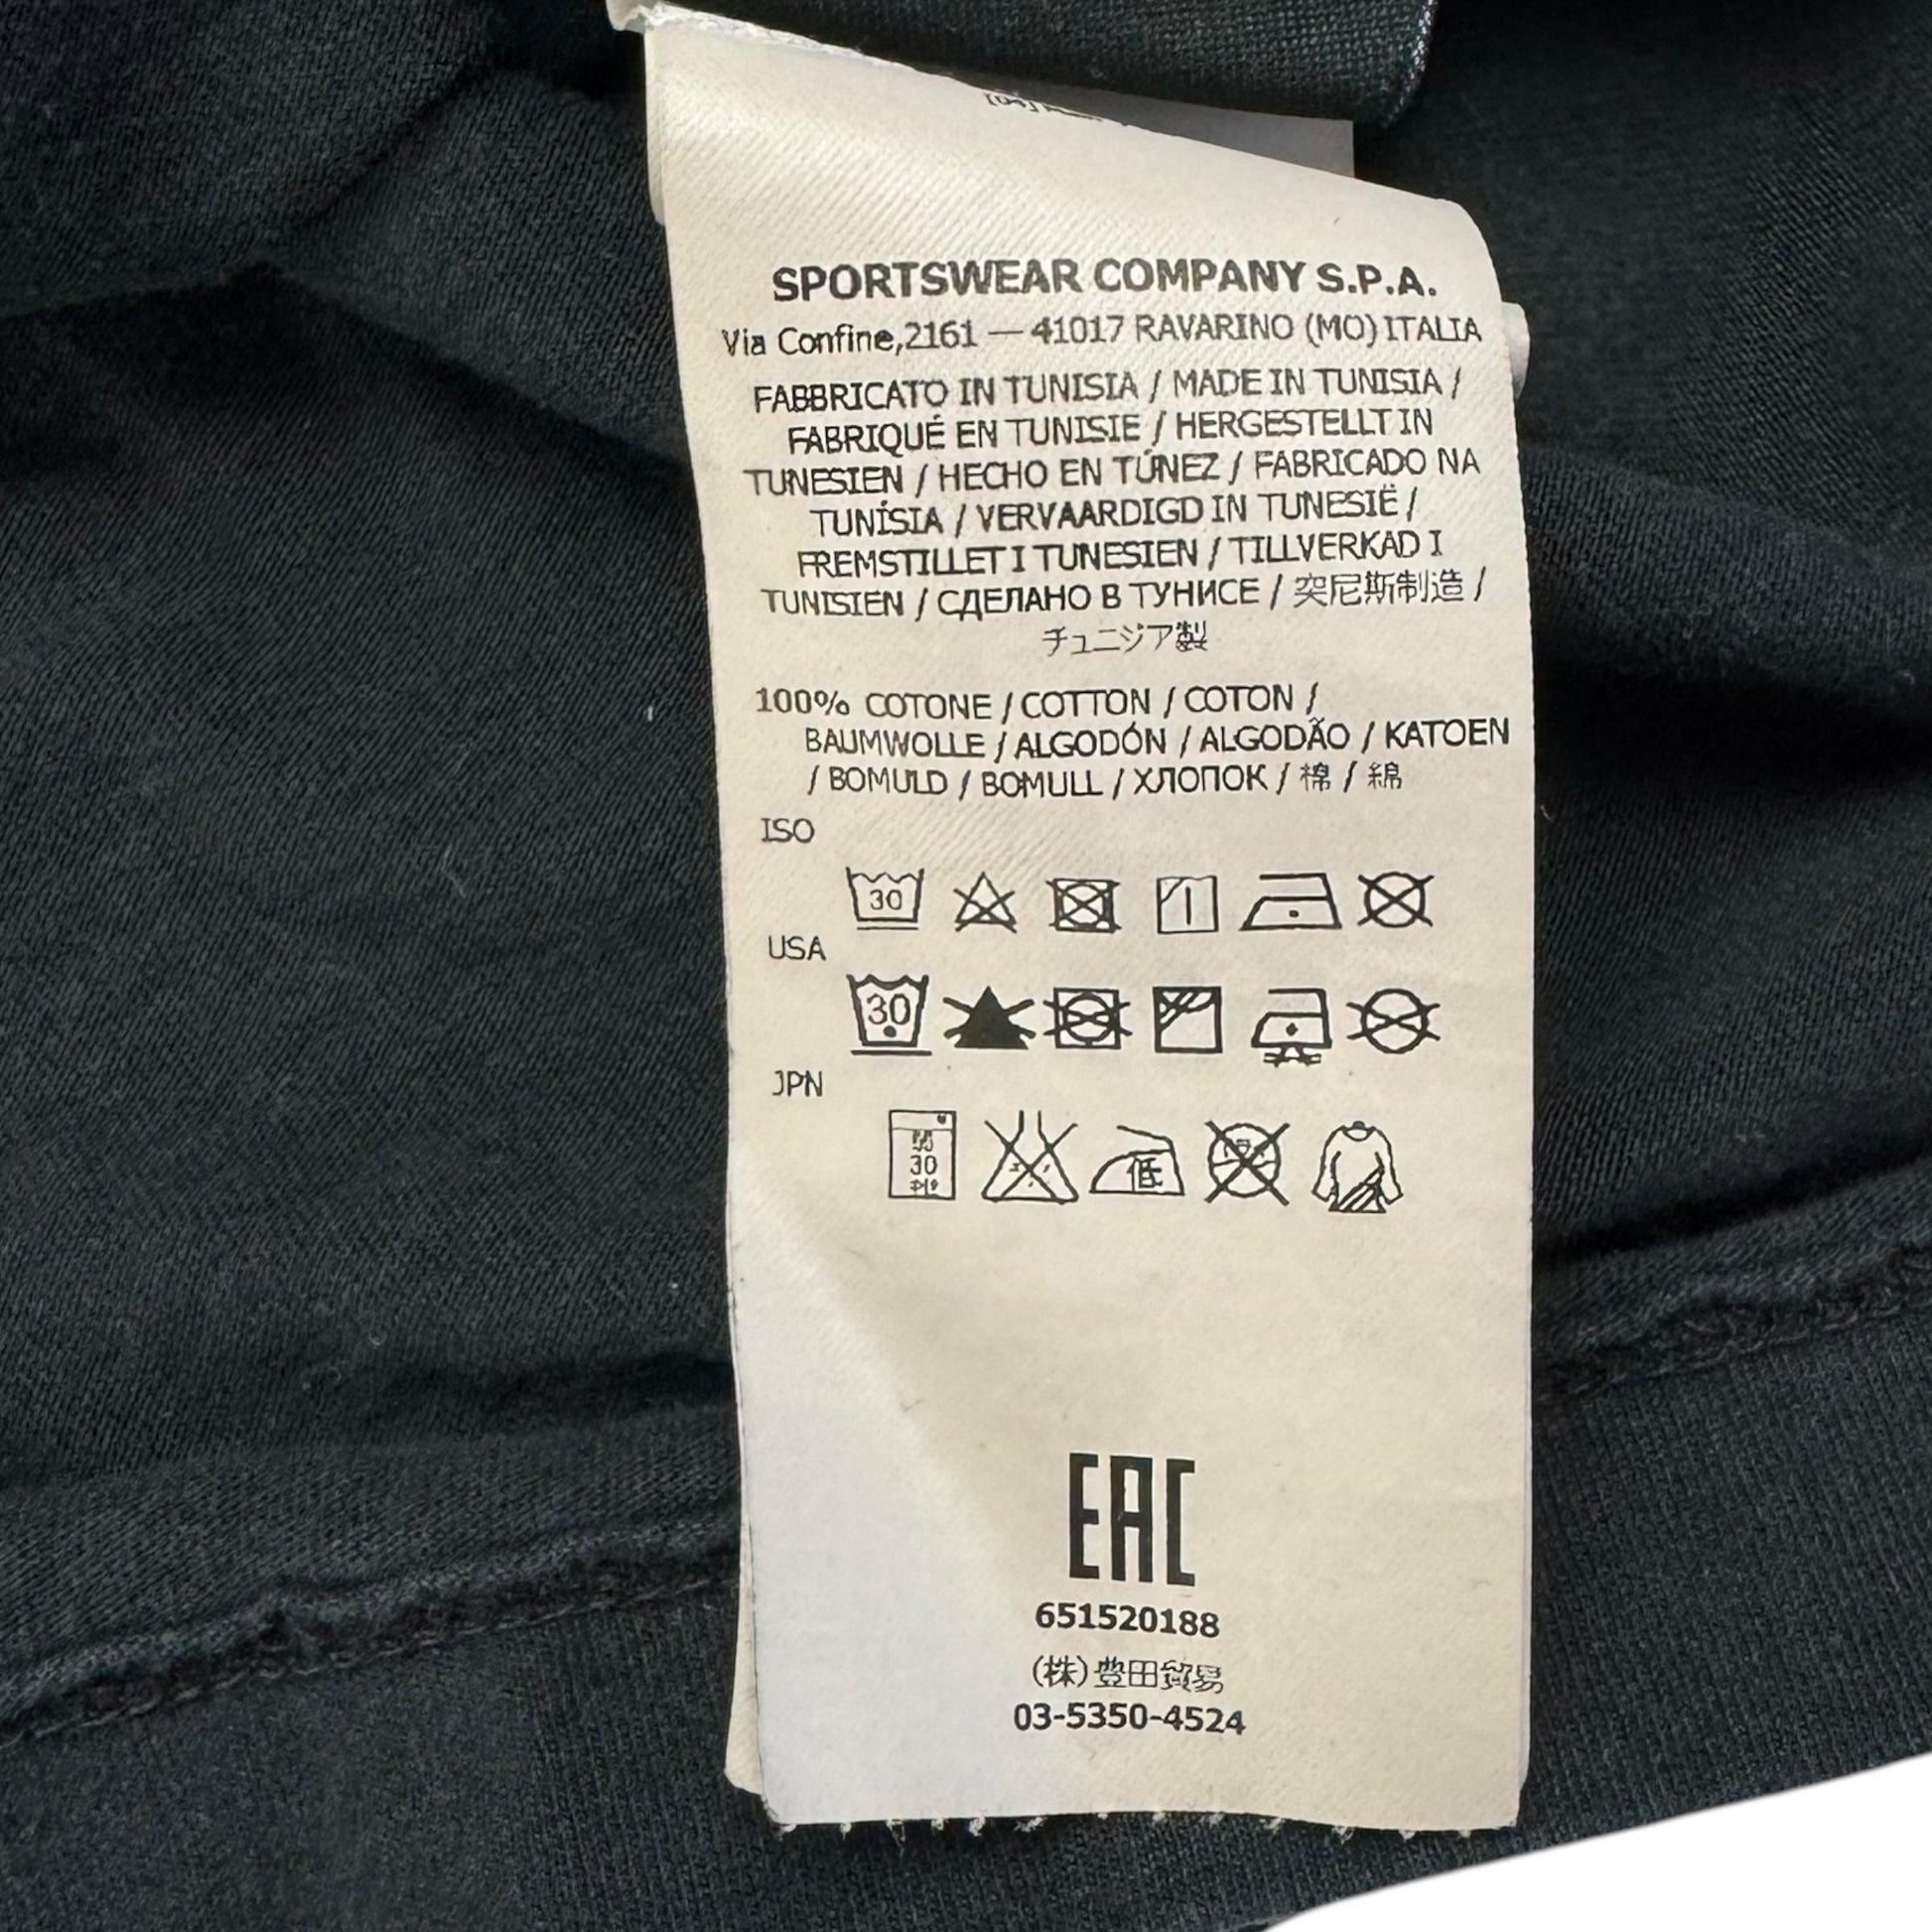 [04]
SPORTSWEAR COMPANY S.P.A.
Via Confine,2161 — 41017 RAVARINO (MO) ITALIA
FABBRICATO IN TUNISIA / MADE IN TUNISIA /
FABRIQUÉ EN TUNISIE / HERGESTELLT IN
TUNESIEN / HECHO EN TÚNEZ / FABRICADO NA
TUNÍSIA / VERVAARDIGD IN TUNESIË /
FREMSTILLET I TUNESIEN / TILLVERKAD I
TUNISIEN / СДЕЛАНО В ТУНИСЕ / 突尼斯制造 /
チュニジア製
100% COTONE / COTTON / COTON /
BAUMWOLLE / ALGODÓN / ALGODÃO / KATOEN
/ BOMULD / BOMULL / ХЛОПОК / 棉 / 綿
ISO
30
USA
30
JPN
30
低
EAC
651520188
(株)豊田貿易
03-5350-4524